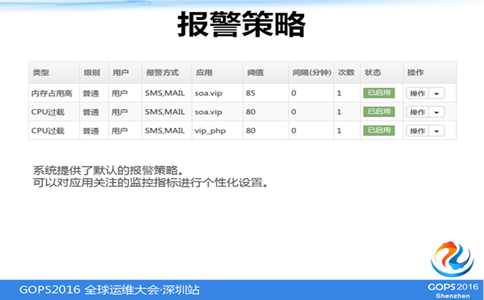 报警策略
类型 级别 用户 报警方式 应用 阈值 间隔(分钟) 次数 状态 操作
内存占用高 普通 用户 SMS,MAIL soa.vip 85 0 1 已启用 操作
CPU过载 普通 用户 SMS,MAIL soa.vip 80 0 1 已启用 操作
CPU过载 普通 用户 SMS,MAIL vip_php 80 0 1 已启用 操作
系统提供了默认的报警策略。
可以对应用关注的监控指标进行个性化设置。
GOPS2016 全球运维大会·深圳站
GOPS2016
Shenzhen